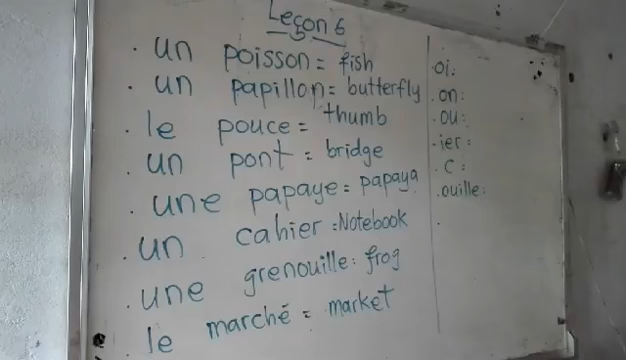 Leçon 6
. un poisson = fish
. un papillon = butterfly
. le pouce = thumb
. un pont = bridge
. une papaye = papaya
. un cahier = Notebook
. une grenouille : frog
. le marché = market
.oi:
.on:
.ou:
-ier:
. c :
.ouille:
.